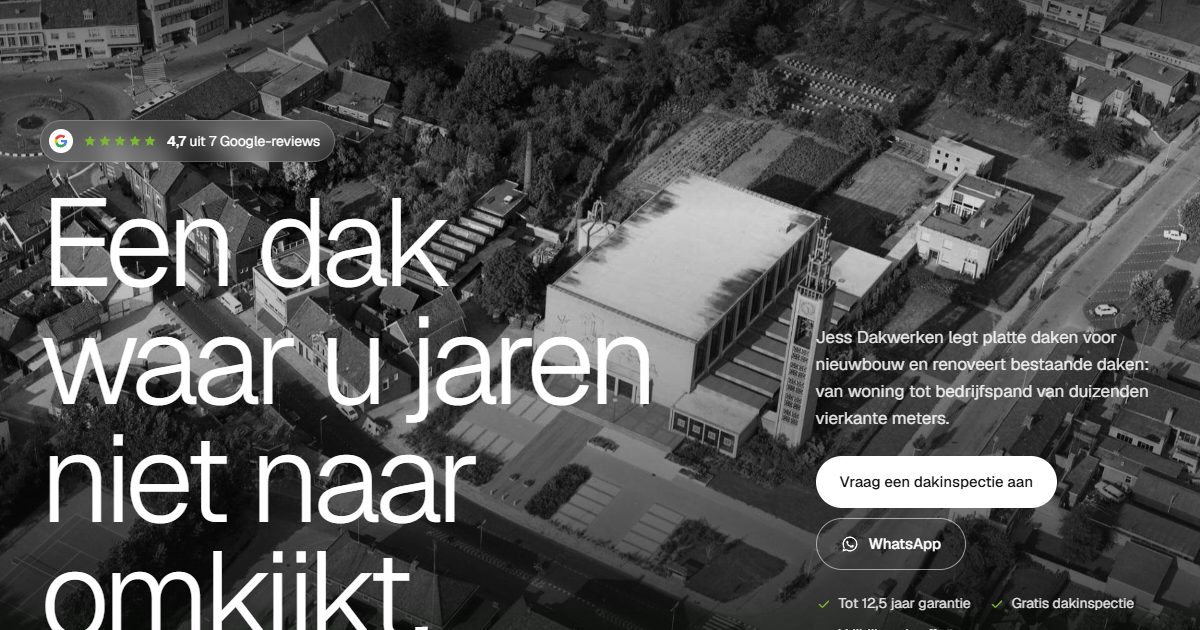 4,7 uit 7 Google-reviews
Een dak
waar u jaren
niet naar
omkijkt.
Jess Dakwerken legt platte daken voor
nieuwbouw en renoveert bestaande daken:
van woning tot bedrijfspand van duizenden
vierkante meters.
Vraag een dakinspectie aan
WhatsApp
Tot 12,5 jaar garantie
Gratis dakinspectie